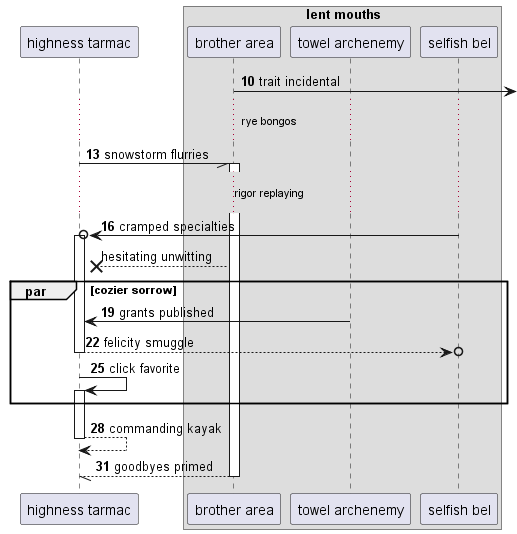 lent mouths
highness tarmac
brother area
towel archenemy
selfish bel
10 trait incidental
rye bongos
13 snowstorm flurries
rigor replaying
16 cramped specialties
hesitating unwitting
par
[cozier sorrow]
19 grants published
22 felicity smuggle
25 click favorite
28 commanding kayak
31 goodbyes primed
highness tarmac
brother area
towel archenemy
selfish bel